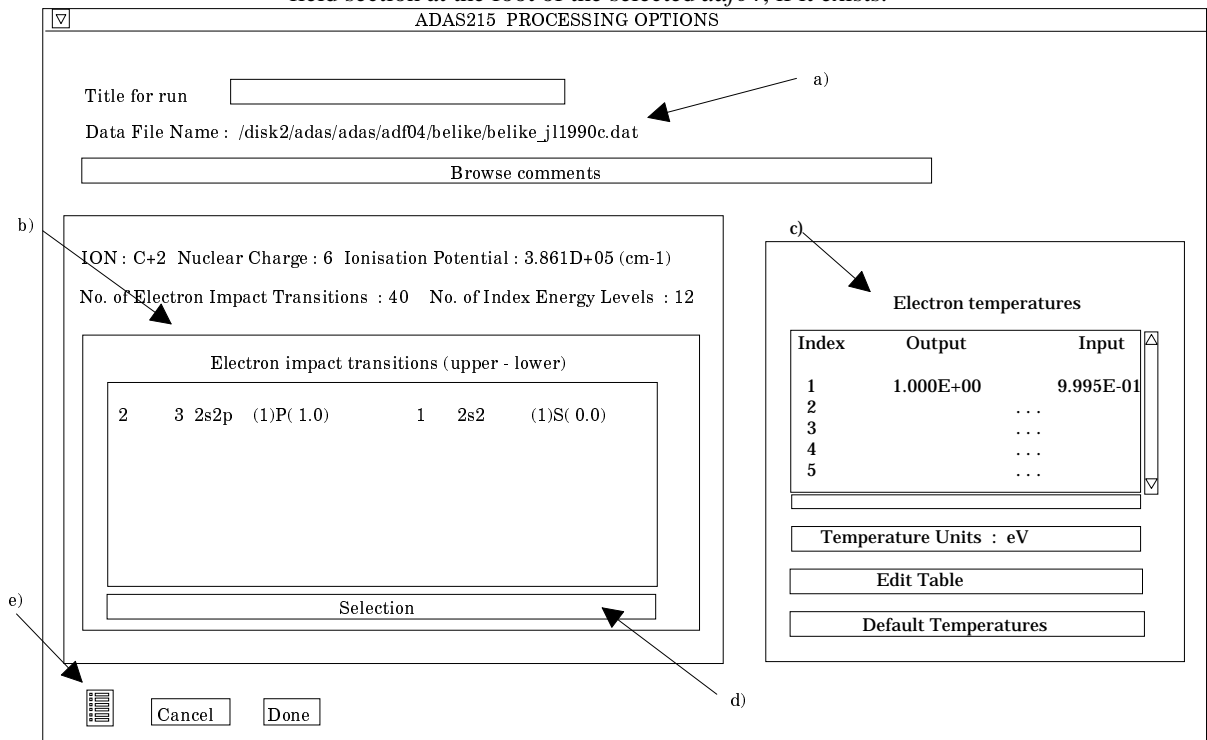 field section at the foot of the selected adf04, if it exists.
ADAS215 PROCESSING OPTIONS
a)
Title for run
Data File Name : /disk2/adas/adas/adf04/belike/belike_jl1990c.dat
Browse comments
b)
ION : C+2 Nuclear Charge : 6 Ionisation Potential : 3.861D+05 (cm-1)
No. of Electron Impact Transitions : 40 No. of Index Energy Levels : 12
Electron impact transitions (upper - lower)
2 3 2s2p (1)P( 1.0) 1 2s2 (1)S( 0.0)
Selection
c)
Electron temperatures
Index Output Input
1 1.000E+00 9.995E-01
2 . . .
3 . . .
4 . . .
5 . . .
Temperature Units : eV
Edit Table
Default Temperatures
e)
d)
Cancel Done